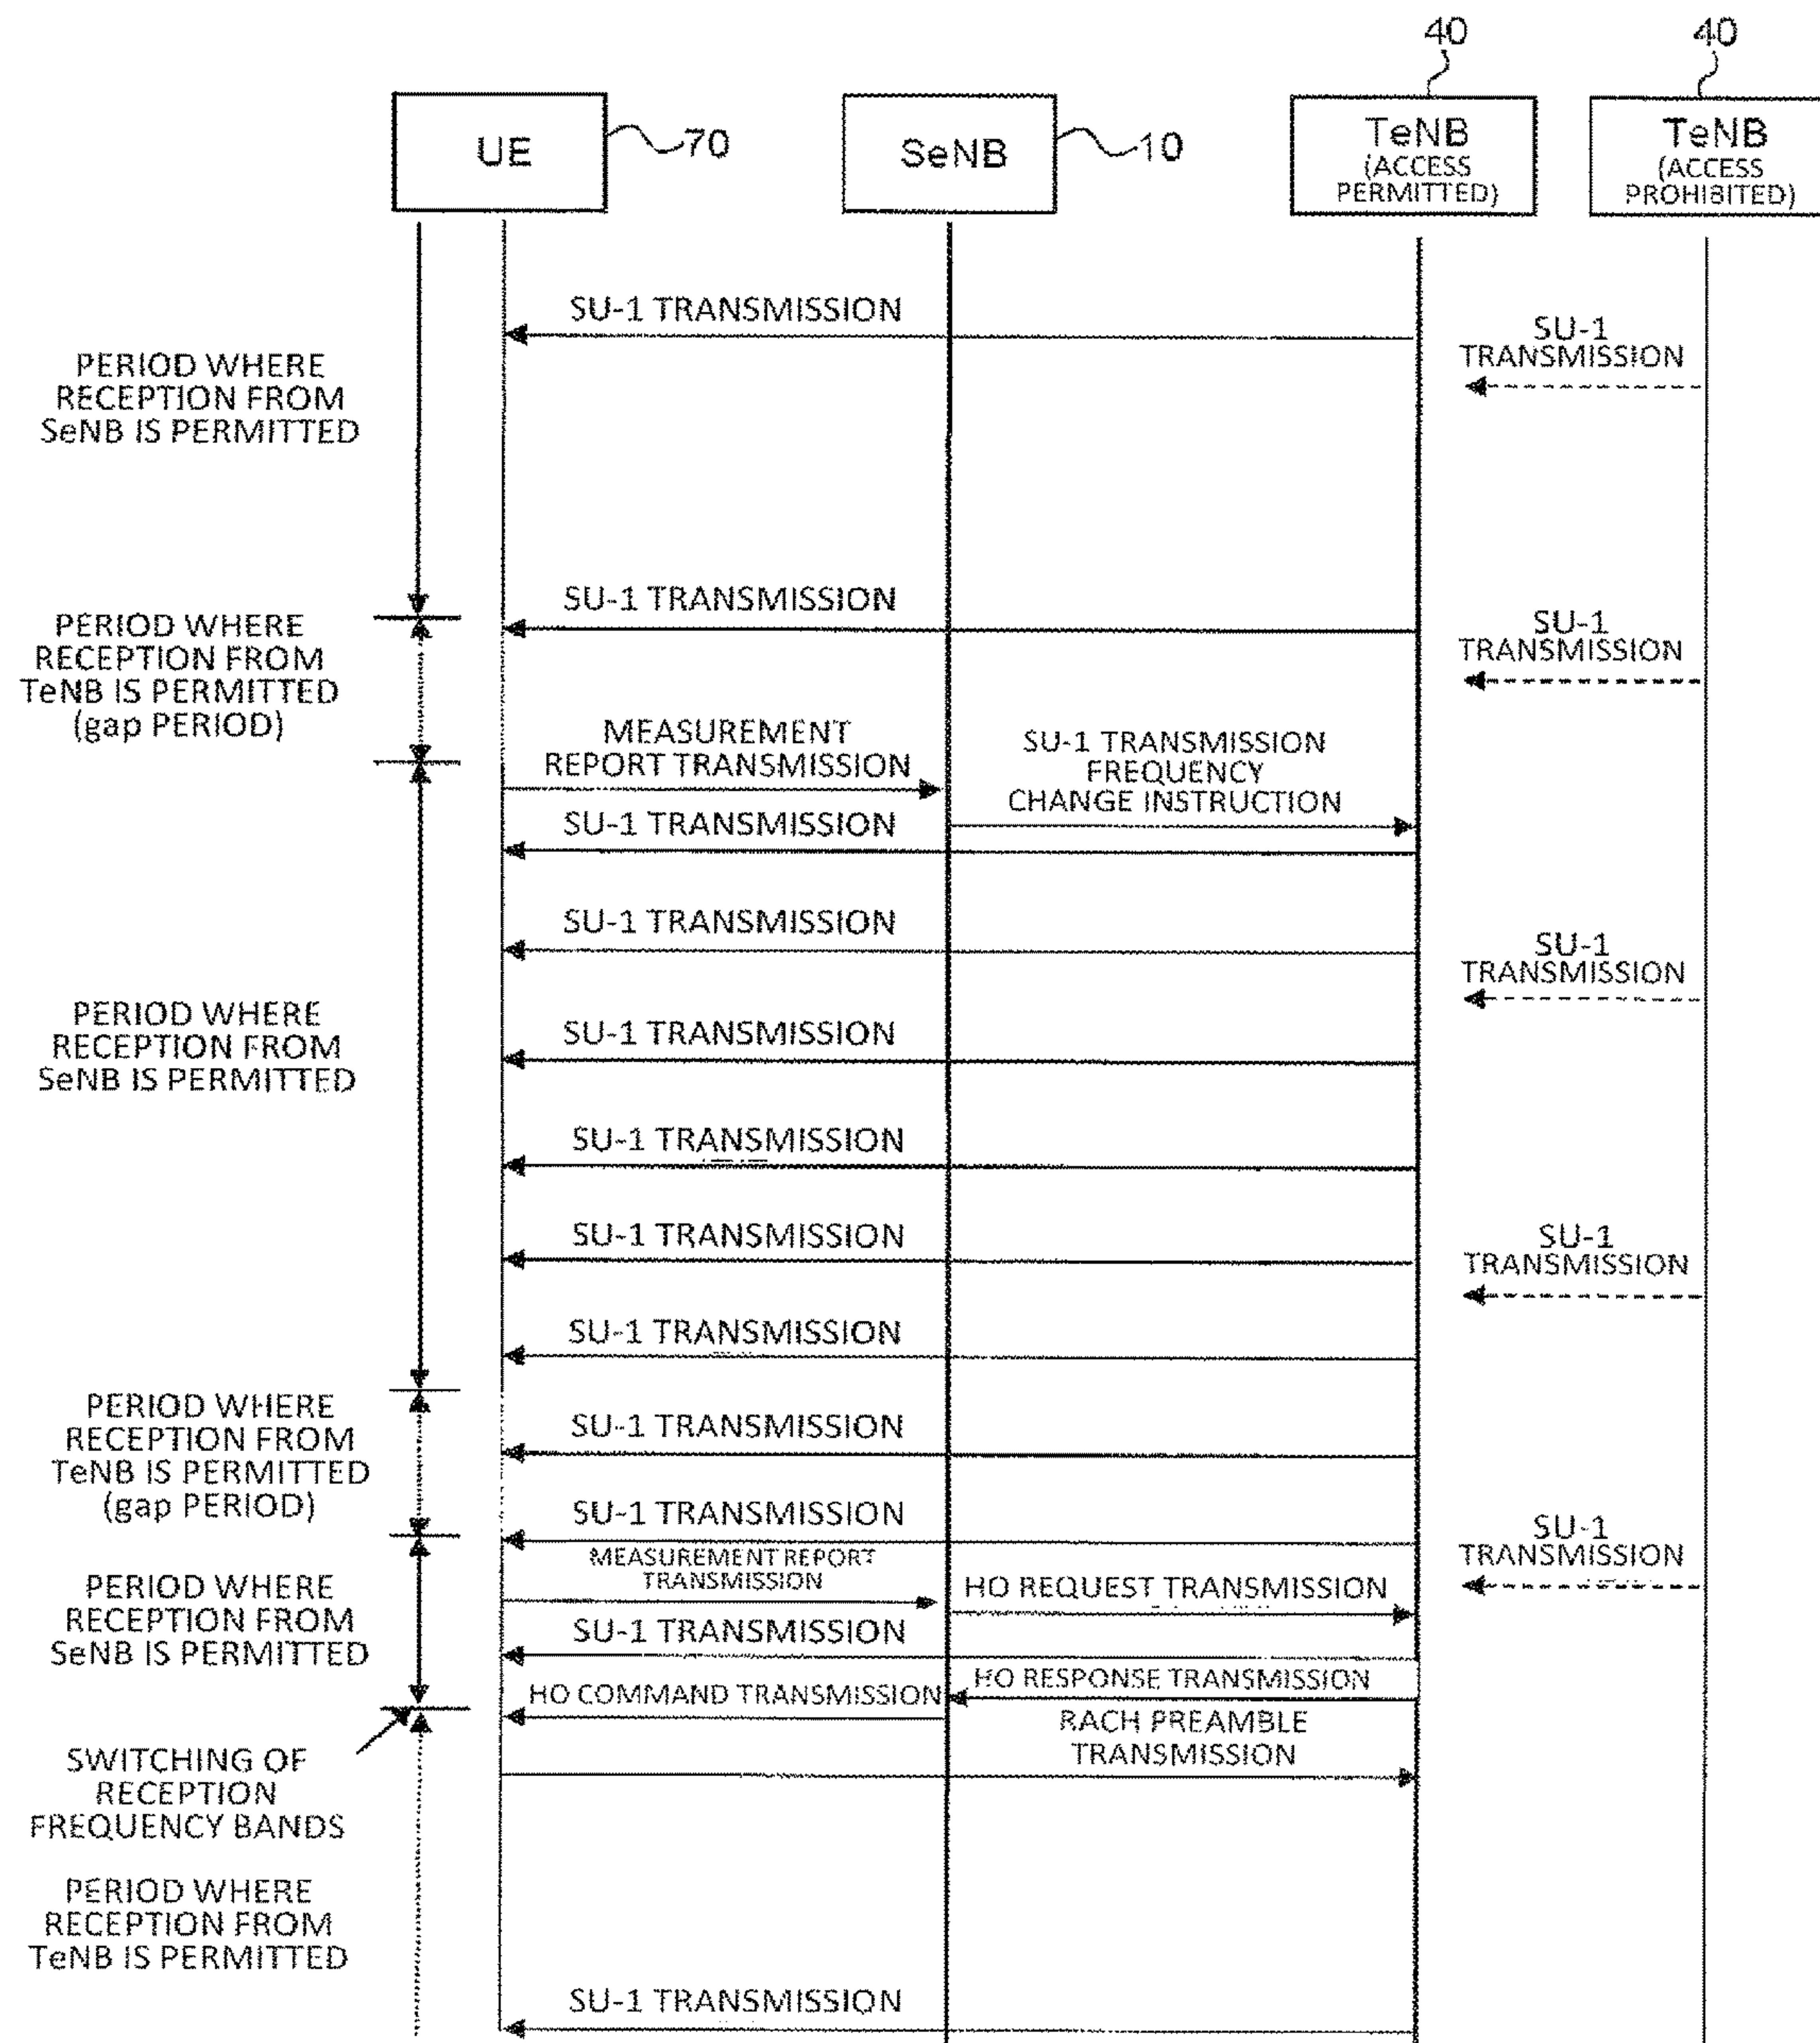 40
40
UE
70
SeNB
10
TeNB
(ACCESS
PERMITTED)
TeNB
(ACCESS
PROHIBITED)
SU-1 TRANSMISSION
SU-1
TRANSMISSION
PERIOD WHERE
RECEPTION FROM
SeNB IS PERMITTED
SU-1 TRANSMISSION
SU-1
TRANSMISSION
PERIOD WHERE
RECEPTION FROM
TeNB IS PERMITTED
(gap PERIOD)
MEASUREMENT
REPORT TRANSMISSION
SU-1 TRANSMISSION
FREQUENCY
CHANGE INSTRUCTION
SU-1 TRANSMISSION
SU-1 TRANSMISSION
SU-1
TRANSMISSION
PERIOD WHERE
RECEPTION FROM
SeNB IS PERMITTED
SU-1 TRANSMISSION
SU-1 TRANSMISSION
SU-1 TRANSMISSION
SU-1
TRANSMISSION
SU-1 TRANSMISSION
PERIOD WHERE
RECEPTION FROM
TeNB IS PERMITTED
(gap PERIOD)
SU-1 TRANSMISSION
SU-1 TRANSMISSION
SU-1
TRANSMISSION
MEASUREMENT REPORT
TRANSMISSION
HO REQUEST TRANSMISSION
PERIOD WHERE
RECEPTION FROM
SeNB IS PERMITTED
SU-1 TRANSMISSION
HO RESPONSE TRANSMISSION
HO COMMAND TRANSMISSION
RACH PREAMBLE
TRANSMISSION
SWITCHING OF
RECEPTION
FREQUENCY BANDS
PERIOD WHERE
RECEPTION FROM
TeNB IS PERMITTED
SU-1 TRANSMISSION